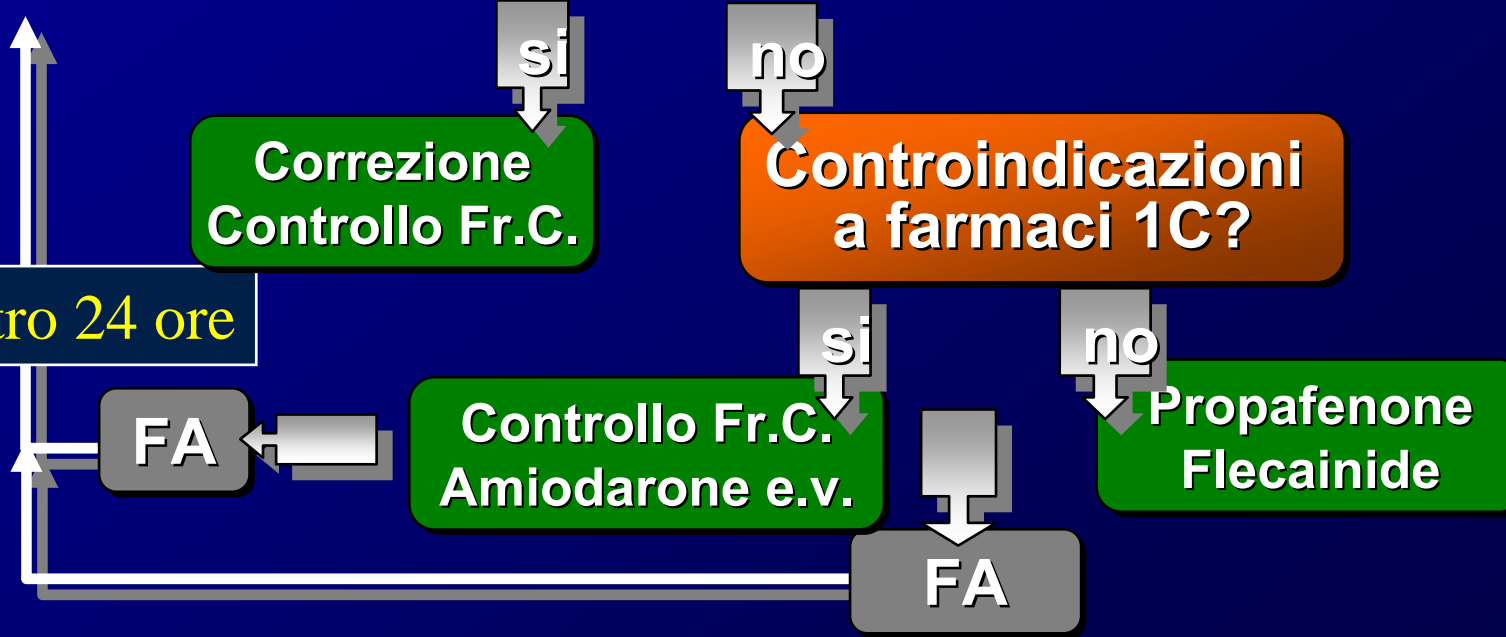 si
no
Correzione
Controllo Fr.C.
Controindicazioni
a farmaci 1C?
24 ore
si
no
FA
Controllo Fr.C.
Amiodarone e.v.
Propafenone
Flecainide
FA